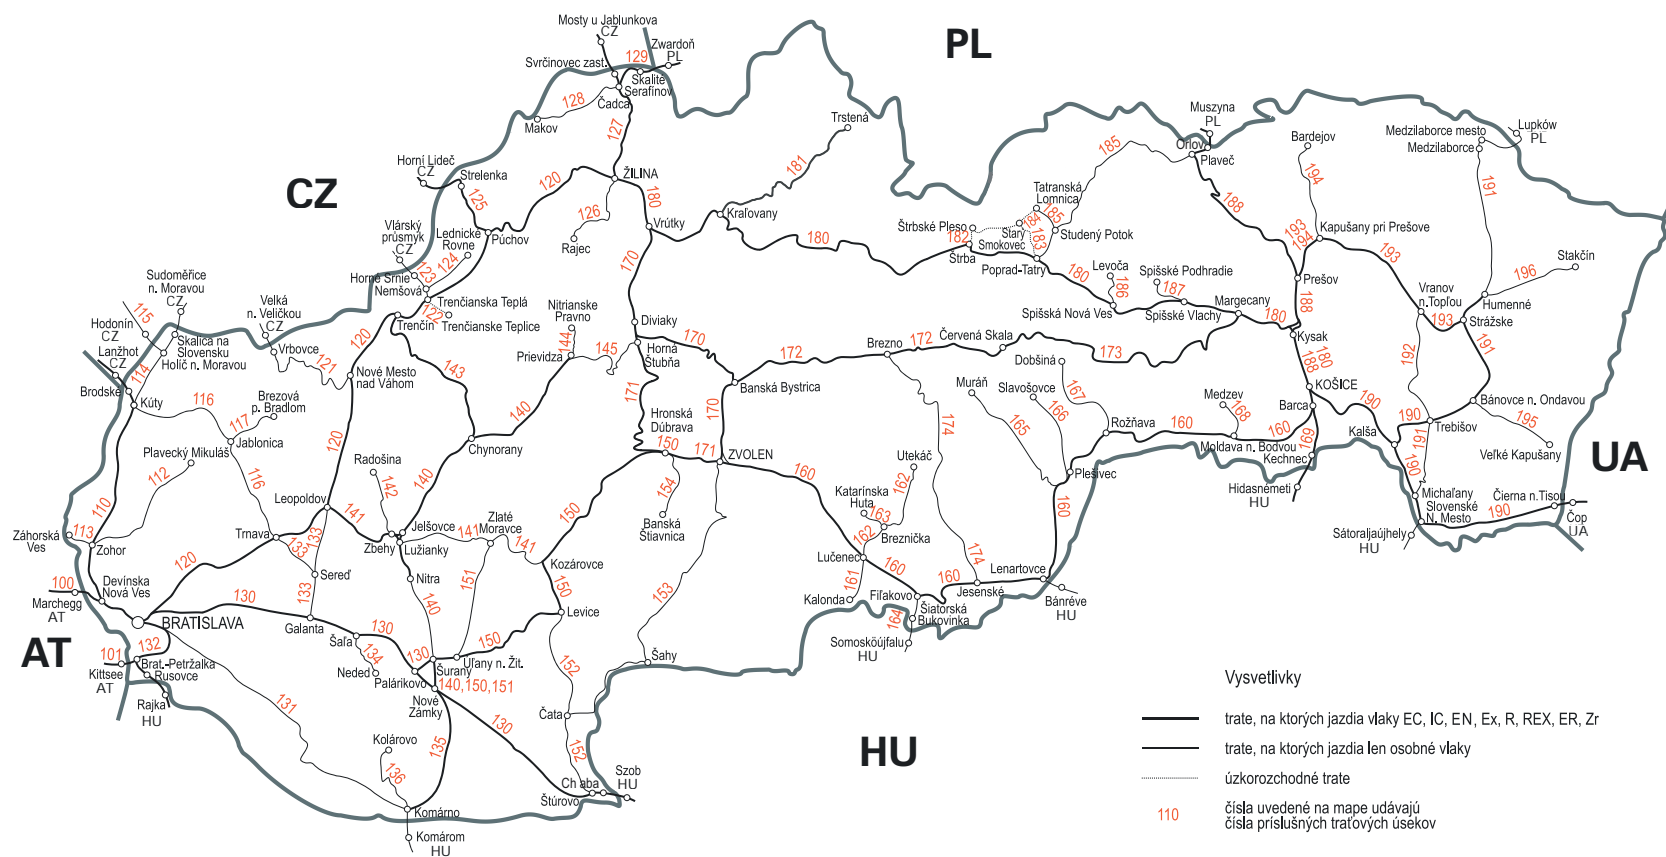 Mosty u Jablunkova
CZ
Zwardoň
PL
129
Svrčinovec zast.
Skalité
Serafínov
Čadca
128
Makov
127
PL
Trstená
181
Muszyna
PL
Orlov
Plaveč
185
Bardejov
194
Medzilaborce mesto
Medzilaborce
Lupków
PL
191
Horní Lideč
CZ
Strelenka
125
120
ŽILINA
180
126
Rajec
Vrútky
Kraľovany
CZ
Vlárský
průsmyk
CZ
Lednické
Rovne
Púchov
124
123
Horné Srnie
Nemšová
Trenčianska Teplá
122
Trenčín
Trenčianske Teplice
170
180
Štrbské Pleso
182
Štrba
Tatranská
Lomnica
185
184
Starý
Smokovec
183
Studený Potok
Poprad-Tatry
188
193
194
Kapušany pri Prešove
193
Stakčín
196
Humenné
Vranov
n.Topľou
193
Strážske
Prešov
188
180
Levoča
186
Spišské Podhradie
187
Spišská Nová Ves
Spišské Vlachy
Margecany
180
Kysak
180
188
Sudoměřice
n. Moravou
CZ
115
Hodonín
CZ
Lanžhot
CZ
Skalica na
Slovensku
Holíč n. Moravou
114
Brodské
Kúty
Velká
n. Veličkou
CZ
Vrbovce
121
120
Nové Mesto
nad Váhom
143
Nitrianske
Pravno
144
Prievidza
145
Diviaky
Horná
Štubňa
170
171
172
Brezno
172
Červená Skala
173
Banská Bystrica
170
Dobšiná
167
Muráň
Slavošovce
166
165
Medzev
168
KOŠICE
Barca
192
191
190
Bánovce n. Ondavou
195
116
Brezová
p. Bradlom
117
Jablonica
Plavecký Mikuláš
112
116
110
120
140
Chynorany
Radošina
142
140
Hronská
Dúbrava
150
171
ZVOLEN
174
Rožňava
160
Moldava n. Bodvou
160
169
Kechnec
Kalša
190
Trebišov
191
Veľké Kapušany
UA
Leopoldov
141
Zbehy
Jelšovce
Lužianky
141
Zlaté
Moravce
141
150
154
Banská
Štiavnica
160
Utekáč
162
Katarínska
Huta
163
Breznička
162
Lučenec
Plešivec
160
Hidasnémeti
HU
190
Michaľany
Slovenské
N. Mesto
Čierna n.Tisou
190
Čop
UA
Sátoraljaújhely
HU
Záhorská
Ves
113
Zohor
Trnava
133
133
Sereď
133
120
Nitra
140
151
Kozárovce
150
153
161
Kalonda
160
Fiľakovo
160
174
Jesenské
Lenartovce
Bánréve
HU
100
Marchegg
AT
Devínska
Nová Ves
130
BRATISLAVA
Galanta
130
Šaľa
134
Neded
Palárikovo
130
Šurany
150
Úľany n. Žit.
Levice
164
Šiatorská
Bukovinka
Somosköújfalu
HU
AT
101
Kittsee
AT
132
Brat.-Petržalka
Rusovce
Rajka
HU
140,150,151
Nové
Zámky
152
Šahy
131
Kolárovo
136
135
130
Čata
152
Ch aba
Štúrovo
Szob
HU
Komárno
Komárom
HU
HU
Vysvetlivky
trate, na ktorých jazdia vlaky EC, IC, EN, Ex, R, REX, ER, Zr
trate, na ktorých jazdia len osobné vlaky
úzkorozchodné trate
110
čísla uvedené na mape udávajú
čísla príslušných traťových úsekov